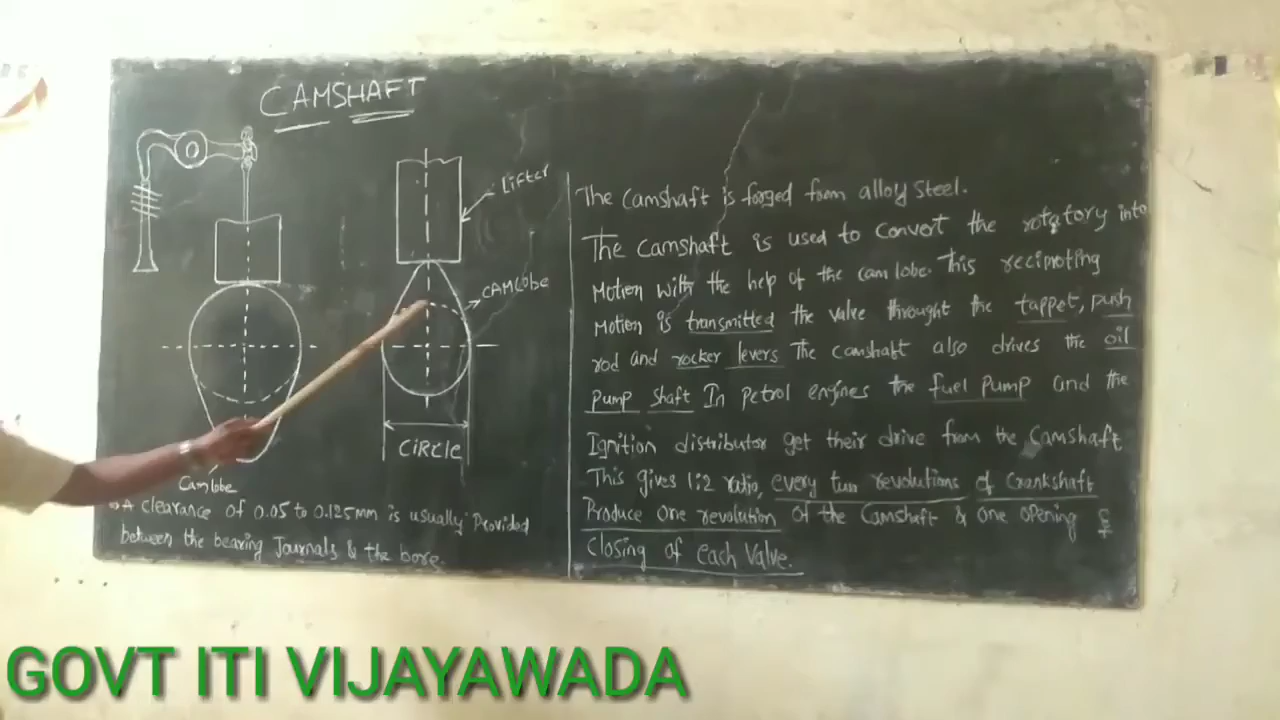 CAMSHAFT
Lifter
CAMLobe
CIRCLE
Camlobe
A clearance of 0.05 to 0.125mm is usually Provided
between the bearing Journals & the bore.
The Camshaft is forged form alloy steel.
The Camshaft is used to convort the rotatory into
Motion with the help of the cam lobe. This reciproting
Motion is transmitted the valve throught the tappet, push
rod and rocker levers The camshaft also drives the oil
Pump shaft In Petrol engines the fuel Pump and the
Ignition distributor get their drive from the Camshaft
This gives 1:2 ratio, every two revolutions of Crankshaft
Produce one revolution of the Camshaft & one opening &
Closing of each Valve.
GOVT ITI VIJAYAWADA